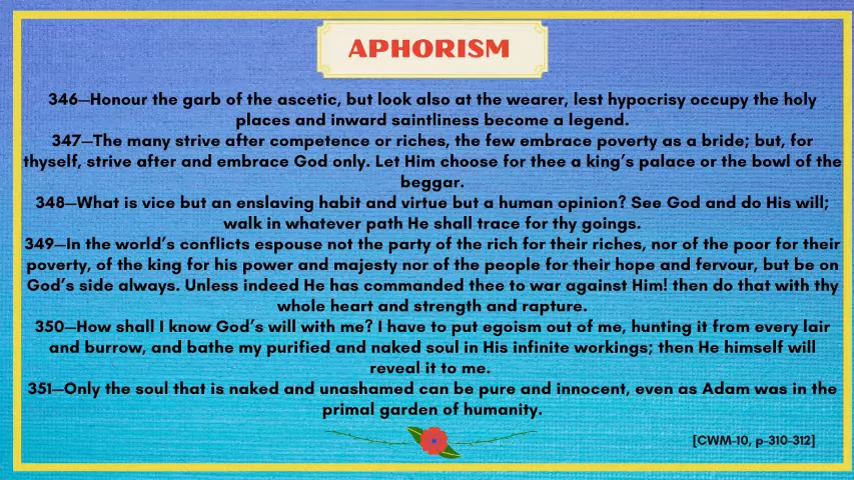 APHORISM
346—Honour the garb of the ascetic, but look also at the wearer, lest hypocrisy occupy the holy
places and inward saintliness become a legend.
347—The many strive after competence or riches, the few embrace poverty as a bride; but, for
thyself, strive after and embrace God only. Let Him choose for thee a king's palace or the bowl of the
beggar.
348—What is vice but an enslaving habit and virtue but a human opinion? See God and do His will;
walk in whatever path He shall trace for thy goings.
349—In the world's conflicts espouse not the party of the rich for their riches, nor of the poor for their
poverty, of the king for his power and majesty nor of the people for their hope and fervour, but be on
God's side always. Unless indeed He has commanded thee to war against Him! then do that with thy
whole heart and strength and rapture.
350—How shall I know God's will with me? I have to put egoism out of me, hunting it from every lair
and burrow, and bathe my purified and naked soul in His infinite workings; then He himself will
reveal it to me.
351—Only the soul that is naked and unashamed can be pure and innocent, even as Adam was in the
primal garden of humanity.
[CWM-10, p-310-312]